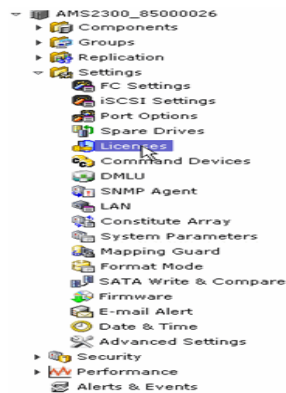 AMS2300_85000026
Components
Groups
Replication
Settings
FC Settings
iSCSI Settings
Port Options
Spare Drives
Licenses
Command Devices
DMLU
SNMP Agent
LAN
Constitute Array
System Parameters
Mapping Guard
Format Mode
SATA Write & Compare
Firmware
E-mail Alert
Date & Time
Advanced Settings
Security
Performance
Alerts & Events